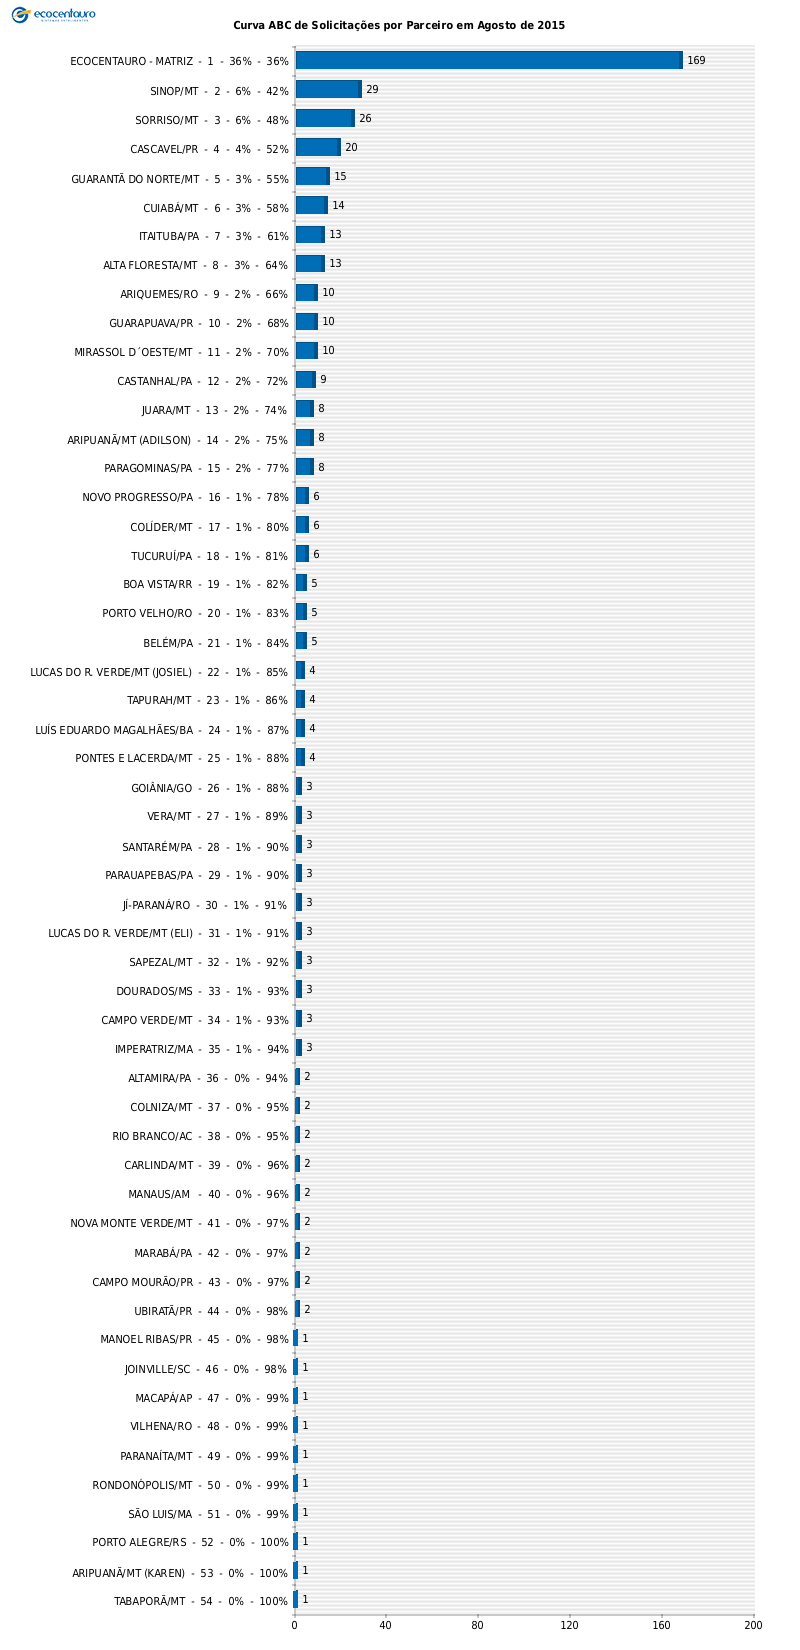 ecocentauro
Curva ABC de Solicitações por Parceiro em Agosto de 2015
ECOCENTAURO - MATRIZ - 1 - 36% - 36% 169
SINOP/MT - 2 - 6% - 42% 29
SORRISO/MT - 3 - 6% - 48% 26
CASCAVEL/PR - 4 - 4% - 52% 20
GUARANTÃ DO NORTE/MT - 5 - 3% - 55% 15
CUIABÁ/MT - 6 - 3% - 58% 14
ITAITUBA/PA - 7 - 3% - 61% 13
ALTA FLORESTA/MT - 8 - 3% - 64% 13
ARIQUEMES/RO - 9 - 2% - 66% 10
GUARAPUAVA/PR - 10 - 2% - 68% 10
MIRASSOL D´OESTE/MT - 11 - 2% - 70% 10
CASTANHAL/PA - 12 - 2% - 72% 9
JUARA/MT - 13 - 2% - 74% 8
ARIPUANÃ/MT (ADILSON) - 14 - 2% - 75% 8
PARAGOMINAS/PA - 15 - 2% - 77% 8
NOVO PROGRESSO/PA - 16 - 1% - 78% 6
COLÍDER/MT - 17 - 1% - 80% 6
TUCURUÍ/PA - 18 - 1% - 81% 6
BOA VISTA/RR - 19 - 1% - 82% 5
PORTO VELHO/RO - 20 - 1% - 83% 5
BELÉM/PA - 21 - 1% - 84% 5
LUCAS DO R. VERDE/MT (JOSIEL) - 22 - 1% - 85% 4
TAPURAH/MT - 23 - 1% - 86% 4
LUÍS EDUARDO MAGALHÃES/BA - 24 - 1% - 87% 4
PONTES E LACERDA/MT - 25 - 1% - 88% 4
GOIÂNIA/GO - 26 - 1% - 88% 3
VERA/MT - 27 - 1% - 89% 3
SANTARÉM/PA - 28 - 1% - 90% 3
PARAUAPEBAS/PA - 29 - 1% - 90% 3
JÍ-PARANÁ/RO - 30 - 1% - 91% 3
LUCAS DO R. VERDE/MT (ELI) - 31 - 1% - 91% 3
SAPEZAL/MT - 32 - 1% - 92% 3
DOURADOS/MS - 33 - 1% - 93% 3
CAMPO VERDE/MT - 34 - 1% - 93% 3
IMPERATRIZ/MA - 35 - 1% - 94% 3
ALTAMIRA/PA - 36 - 0% - 94% 2
COLNIZA/MT - 37 - 0% - 95% 2
RIO BRANCO/AC - 38 - 0% - 95% 2
CARLINDA/MT - 39 - 0% - 96% 2
MANAUS/AM - 40 - 0% - 96% 2
NOVA MONTE VERDE/MT - 41 - 0% - 97% 2
MARABÁ/PA - 42 - 0% - 97% 2
CAMPO MOURÃO/PR - 43 - 0% - 97% 2
UBIRATÃ/PR - 44 - 0% - 98% 2
MANOEL RIBAS/PR - 45 - 0% - 98% 1
JOINVILLE/SC - 46 - 0% - 98% 1
MACAPÁ/AP - 47 - 0% - 99% 1
VILHENA/RO - 48 - 0% - 99% 1
PARANAÍTA/MT - 49 - 0% - 99% 1
RONDONÓPOLIS/MT - 50 - 0% - 99% 1
SÃO LUIS/MA - 51 - 0% - 99% 1
PORTO ALEGRE/RS - 52 - 0% - 100% 1
ARIPUANÃ/MT (KAREN) - 53 - 0% - 100% 1
TABAPORÃ/MT - 54 - 0% - 100% 1
0 40 80 120 160 200